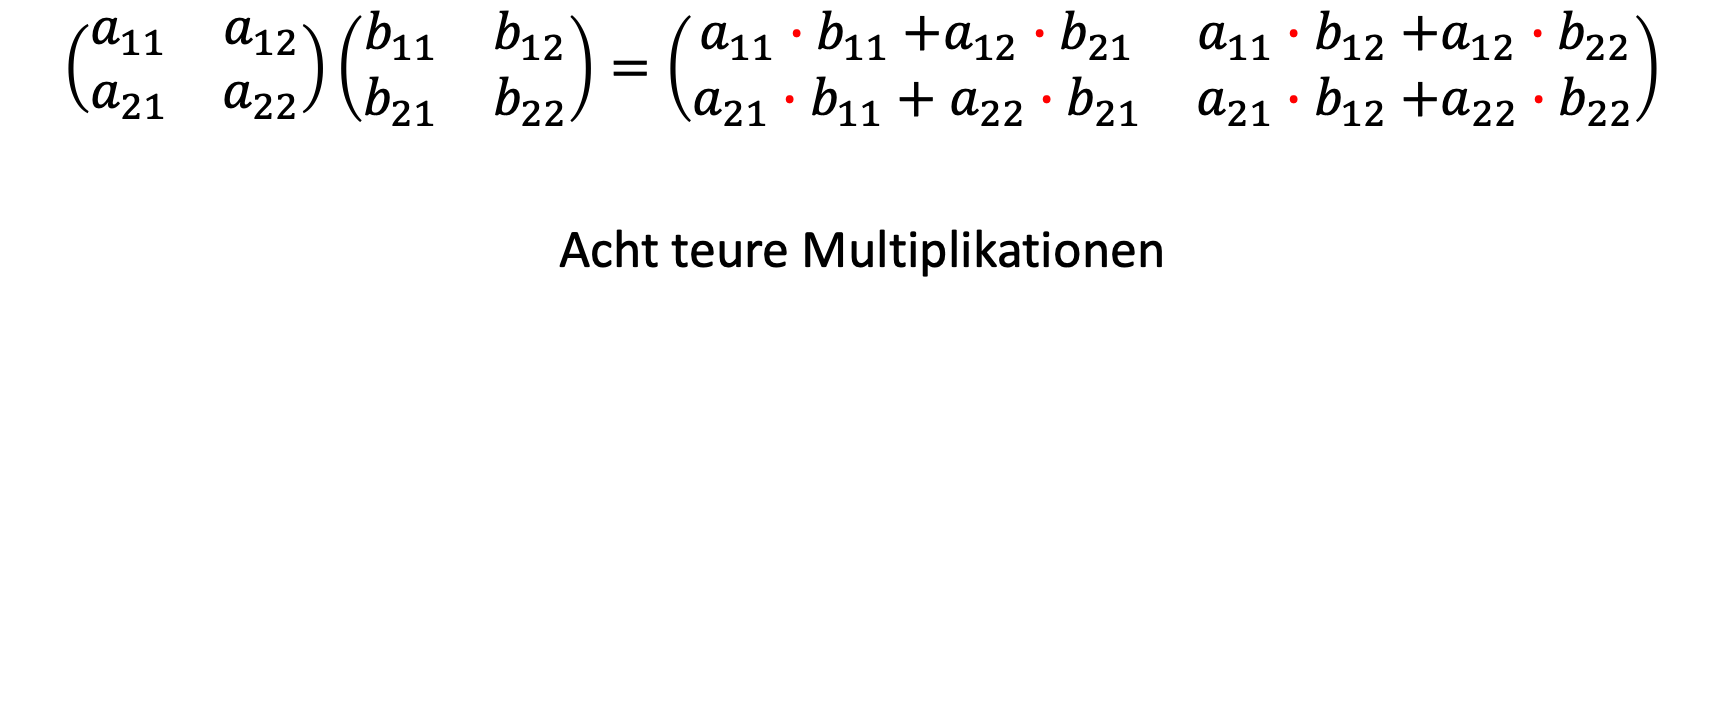 (a₁₁ a₁₂) (b₁₁ b₁₂) = (a₁₁ · b₁₁ +a₁₂ · b₂₁ a₁₁ · b₁₂ +a₁₂ · b₂₂)
(a₂₁ a₂₂) (b₂₁ b₂₂) (a₂₁ · b₁₁ + a₂₂ · b₂₁ a₂₁ · b₁₂ +a₂₂ · b₂₂)
Acht teure Multiplikationen